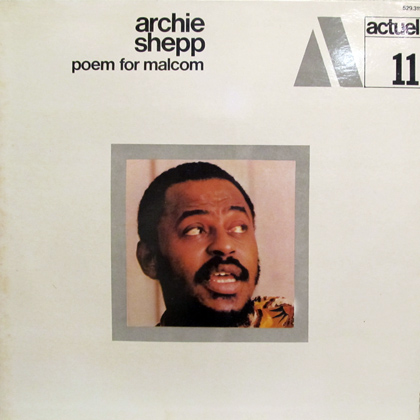 archie
shepp
poem for malcom
actuel
11